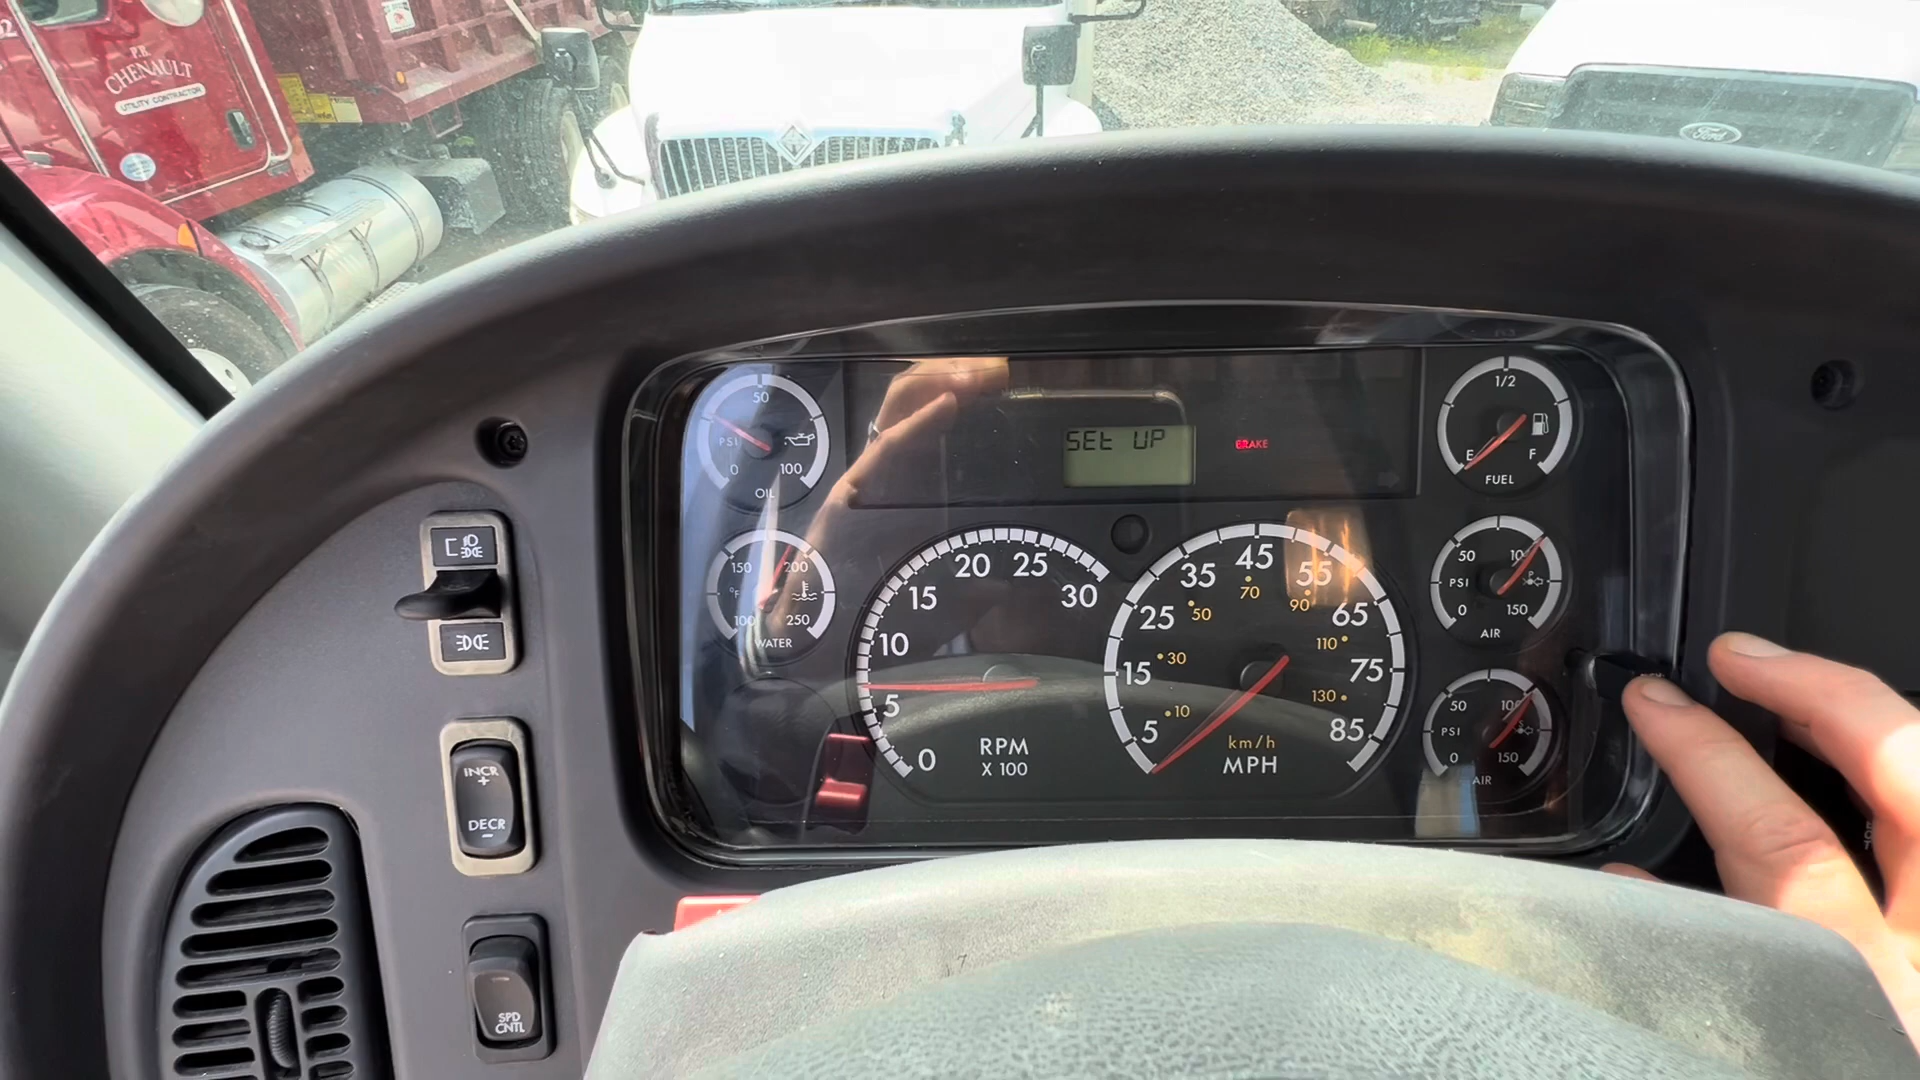 P.B.
CHENAULT
UTILITY CONTRACTOR
Ford
50
PSI
0 100
OIL
SEt UP
BRAKE
1/2
E F
FUEL
150 200
°F
100 250
WATER
0
5
10
15
20
25
30
RPM
X 100
5
15
25
35
45
55
65
75
85
10
30
50
70
90
110
130
km/h
MPH
50 100
PSI
P
0 150
AIR
50 100
PSI
S
0 150
AIR
INCR
+
DECR
-
SPD
CNTL